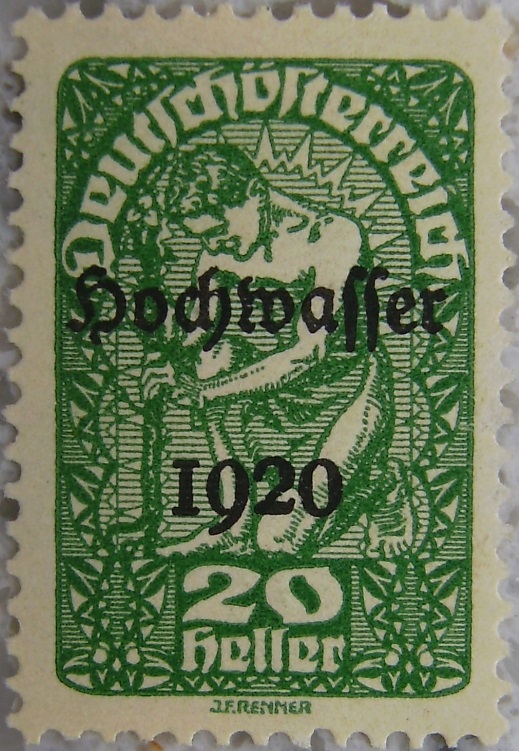 Deutschösterreich
Hochwasser
1920
20
heller
J.F.RENNER